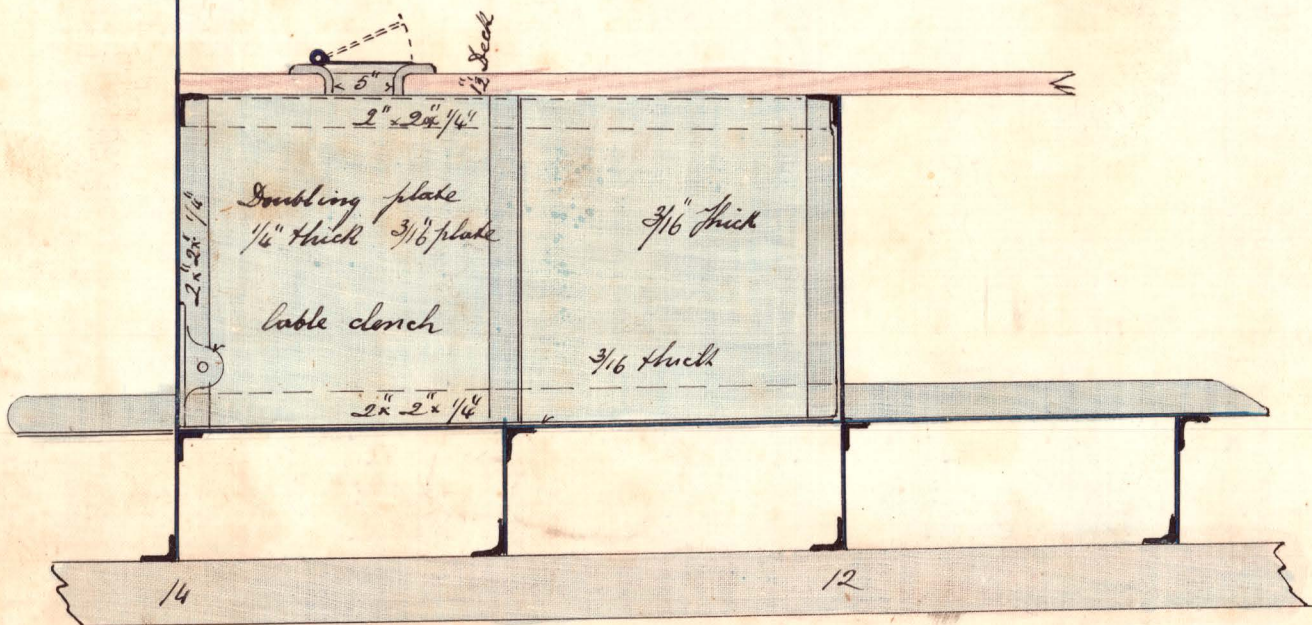 1½" Deck
5"
2" × 2" × 1/4"
Doubling plate
1/4" thick 3/16" plate
3/16" thick
2" × 2" × 1/4"
Cable clench
3/16 thick
2" × 2" × 1/4"
14
12